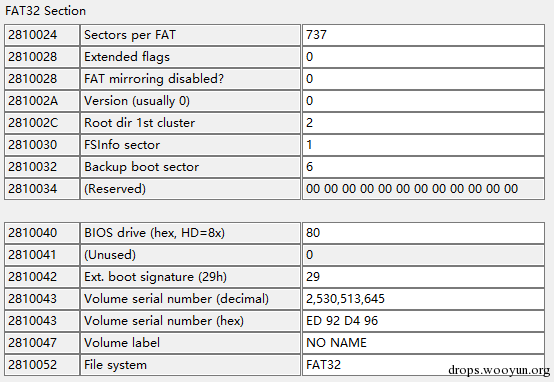 FAT32 Section
2810024 Sectors per FAT 737
2810028 Extended flags 0
2810028 FAT mirroring disabled? 0
281002A Version (usually 0) 0
281002C Root dir 1st cluster 2
2810030 FSInfo sector 1
2810032 Backup boot sector 6
2810034 (Reserved) 00 00 00 00 00 00 00 00 00 00 00 00
2810040 BIOS drive (hex, HD=8x) 80
2810041 (Unused) 0
2810042 Ext. boot signature (29h) 29
2810043 Volume serial number (decimal) 2,530,513,645
2810043 Volume serial number (hex) ED 92 D4 96
2810047 Volume label NO NAME
2810052 File system FAT32
drops.wooyun.org